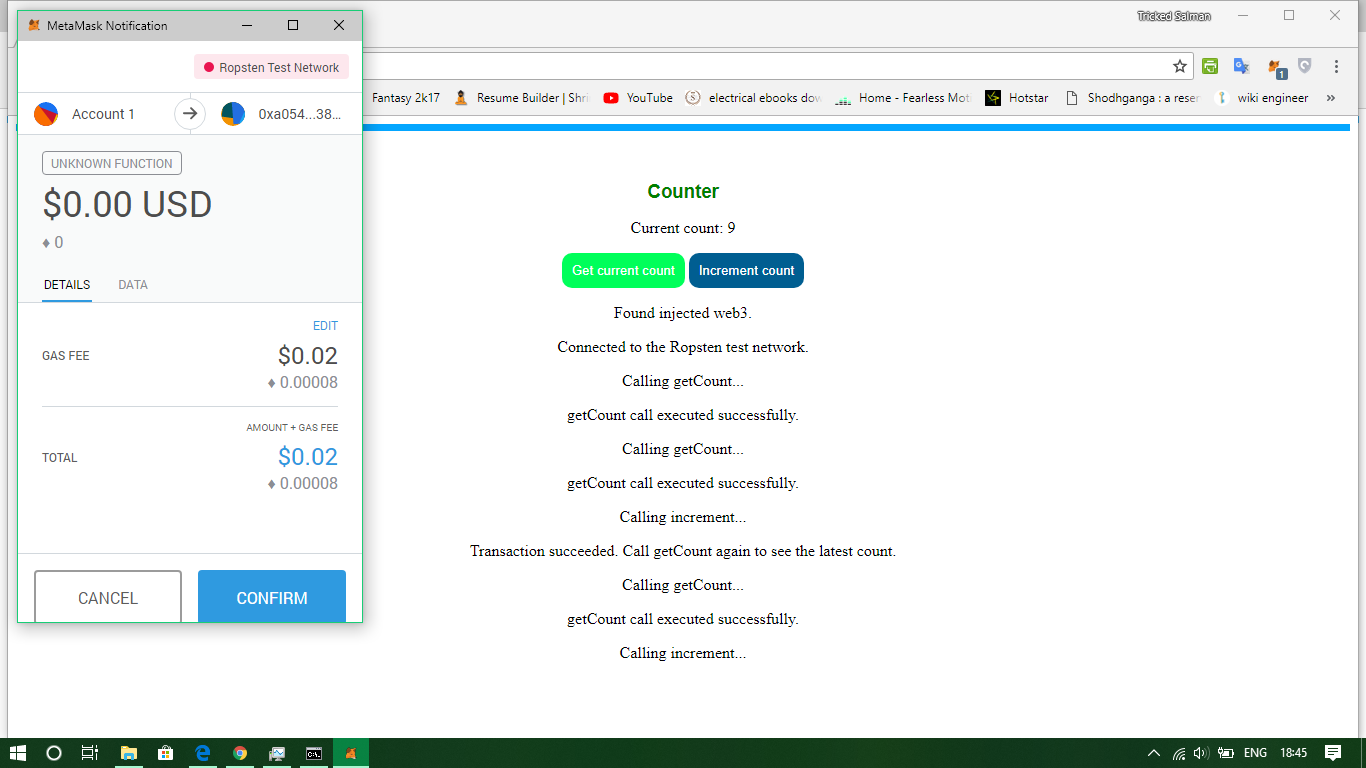 MetaMask Notification
Ropsten Test Network
Account 1
0xa054...38...
UNKNOWN FUNCTION
$0.00 USD
0
DETAILS DATA
EDIT
GAS FEE $0.02
0.00008
AMOUNT + GAS FEE
TOTAL $0.02
0.00008
CANCEL CONFIRM
Tricked Salman
1
Fantasy 2k17 Resume Builder | Shri YouTube electrical ebooks dow Home - Fearless Mot Hotstar Shodhganga : a reser wiki engineer »
Counter
Current count: 9
Get current count Increment count
Found injected web3.
Connected to the Ropsten test network.
Calling getCount...
getCount call executed successfully.
Calling getCount...
getCount call executed successfully.
Calling increment...
Transaction succeeded. Call getCount again to see the latest count.
Calling getCount...
getCount call executed successfully.
Calling increment...
ENG 18:45